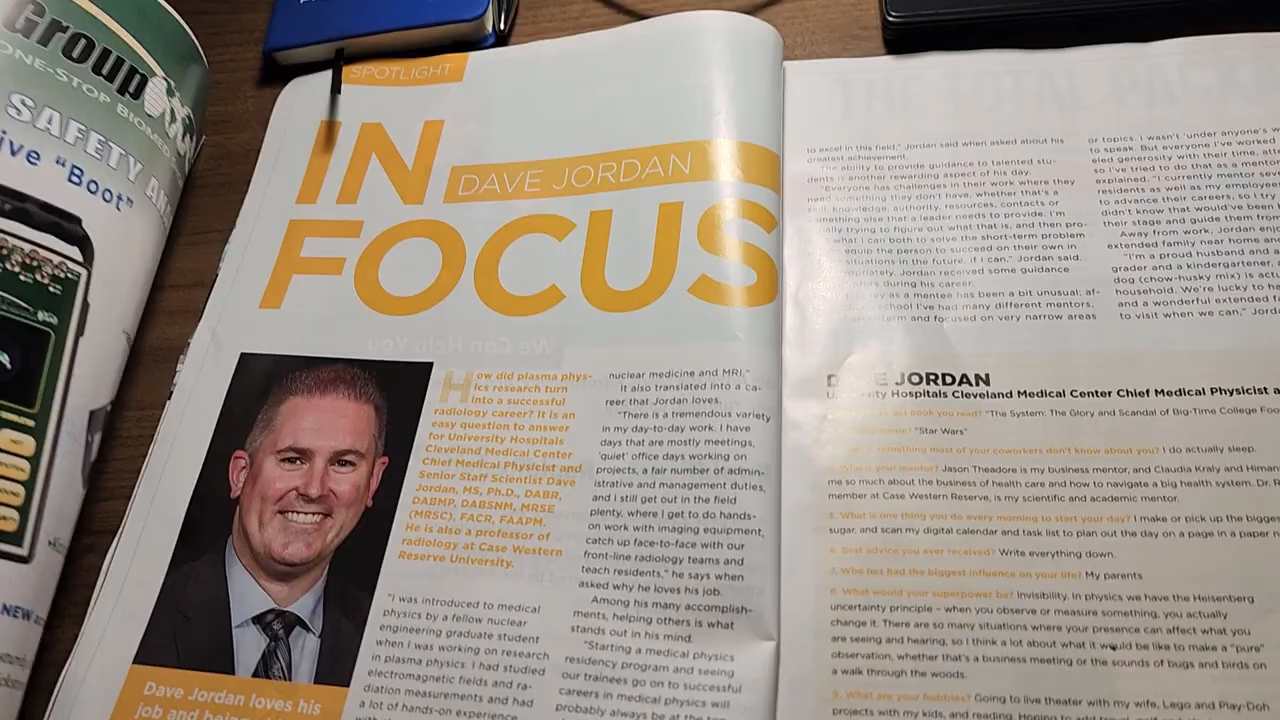 Group
ONE-STOP BIOMED
SAFETY AN
ive "Boot"
NEW
SPOTLIGHT
IN
DAVE JORDAN
FOCUS
How did plasma phys-
ics research turn
into a successful
radiology career? It is an
easy question to answer
for University Hospitals
Cleveland Medical Center
Chief Medical Physicist and
Senior Staff Scientist Dave
Jordan, MS, Ph.D., DABR,
DABMP, DABSNM, MRSE
(MRSC), FACR, FAAPM.
He is also a professor of
radiology at Case Western
Reserve University.
"I was introduced to medical
physics by a fellow nuclear
engineering graduate student
when I was working on research
in plasma physics. I had studied
electromagnetic fields and ra-
diation measurements and had
a lot of hands-on experience
Dave Jordan loves his
job and being
nuclear medicine and MRI."
It also translated into a ca-
reer that Jordan loves.
"There is a tremendous variety
in my day-to-day work. I have
days that are mostly meetings,
'quiet' office days working on
projects, a fair number of admin-
istrative and management duties,
and I still get out in the field
plenty, where I get to do hands-
on work with imaging equipment,
catch up face-to-face with our
front-line radiology teams and
teach residents," he says when
asked why he loves his job.
Among his many accomplish-
ments, helping others is what
stands out in his mind.
"Starting a medical physics
residency program and seeing
our trainees go on to successful
careers in medical physics will
probably always be at the top
to excel in this field," Jordan said when asked about his
greatest achievement.
The ability to provide guidance to talented stu-
dents is another rewarding aspect of his day.
"Everyone has challenges in their work where they
need something they don't have, whether that's a
skill, knowledge, authority, resources, contacts or
something else that a leader needs to provide. I'm
trying to figure out what that is, and then pro-
what I can both to solve the short-term problem
equip the person to succeed on their own in
situations in the future, if I can," Jordan said.
Jordan received some guidance
during his career.
as a mentee has been a bit unusual; af-
school I've had many different mentors,
and focused on very narrow areas
or topics. I wasn't 'under anyone's
to speak. But everyone I've worked
eled generosity with their time,
so I've tried to do that as a mentor
explained. "I currently mentor
residents as well as my employee
to advance their careers, so I try
didn't know that would've been
their stage and guide them from
Away from work, Jordan
extended family near home and
"I'm a proud husband and a
grader and a kindergartener,
dog (chow-husky mix) is
household. We're lucky to
and a wonderful extended
to visit when we can,"
JORDAN
Hospitals Cleveland Medical Center Chief Medical Physicist
book you read? "The System: The Glory and Scandal of Big-Time College
"Star Wars"
something most of your coworkers don't know about you? I do actually sleep.
Who is your mentor? Jason Theadore is my business mentor, and Claudia Kraly and
me so much about the business of health care and how to navigate a big health system. Dr.
member at Case Western Reserve, is my scientific and academic mentor.
5. What is one thing you do every morning to start your day? I make or pick up the
sugar, and scan my digital calendar and task list to plan out the day on a page in a paper
6. Best advice you ever received? Write everything down.
7. Who has had the biggest influence on your life? My parents
8. What would your superpower be? Invisibility. In physics we have the Heisenberg
uncertainty principle – when you observe or measure something, you actually
change it. There are so many situations where your presence can affect what you
are seeing and hearing, so I think a lot about what it would be like to make a "pure"
observation, whether that's a business meeting or the sounds of bugs and birds on
a walk through the woods.
9. What are your hobbies? Going to live theater with my wife, Lego and Play-Doh
projects with my kids, and reading.